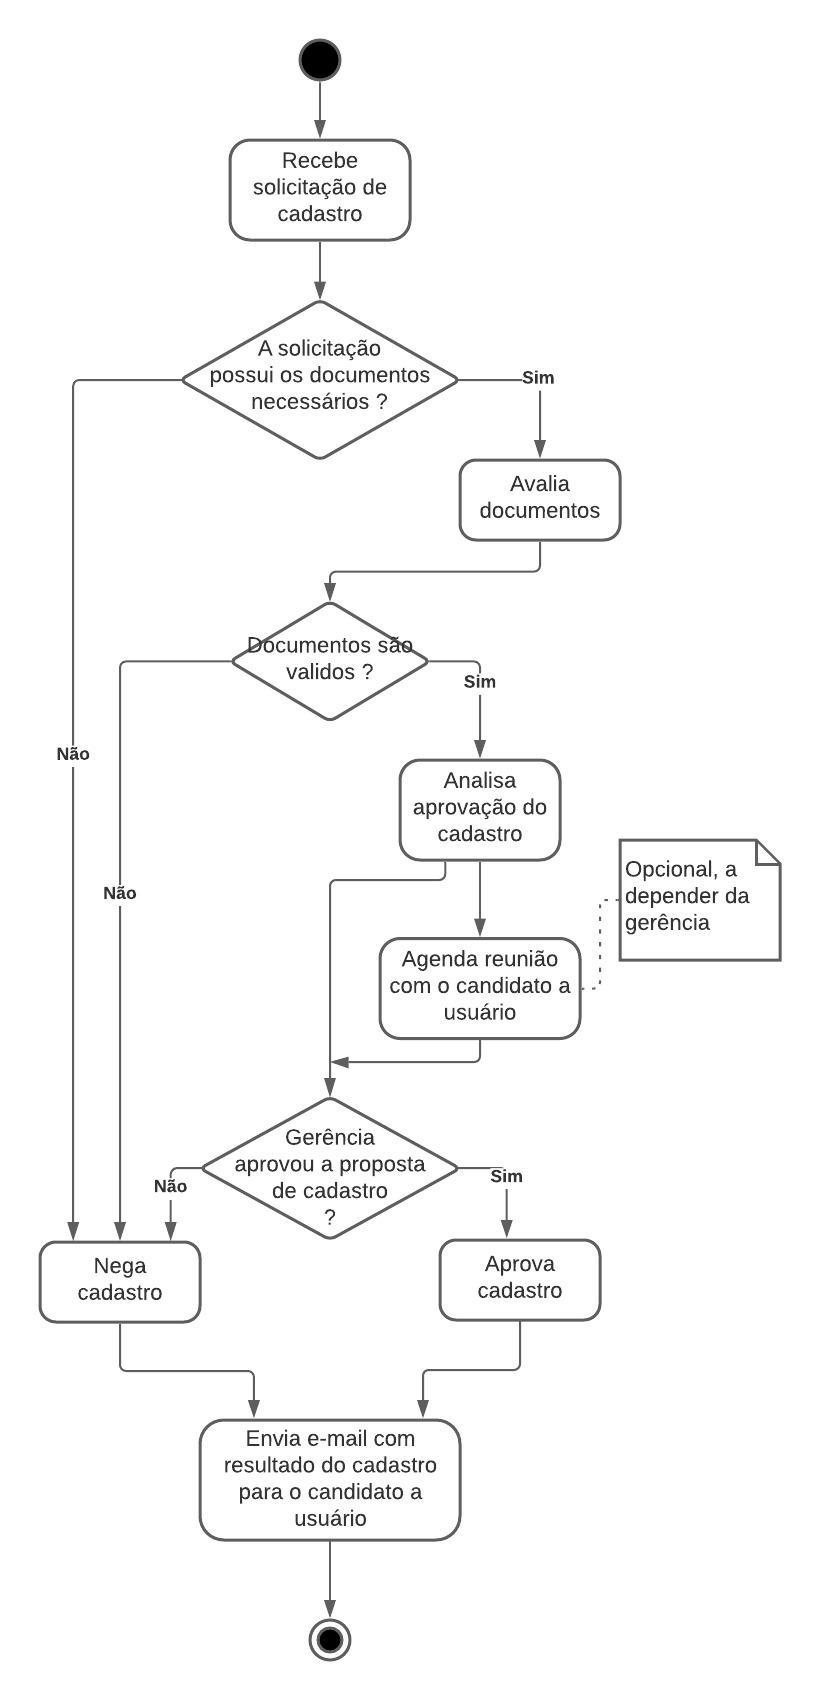 Recebe
solicitação de
cadastro
A solicitação
possui os documentos
necessários ?
Sim
Avalia
documentos
Documentos são
validos ?
Sim
Não
Analisa
aprovação do
cadastro
Opcional, a
depender da
gerência
Não
Agenda reunião
com o candidato a
usuário
Gerência
aprovou a proposta
de cadastro
?
Não
Sim
Nega
cadastro
Aprova
cadastro
Envia e-mail com
resultado do cadastro
para o candidato a
usuário